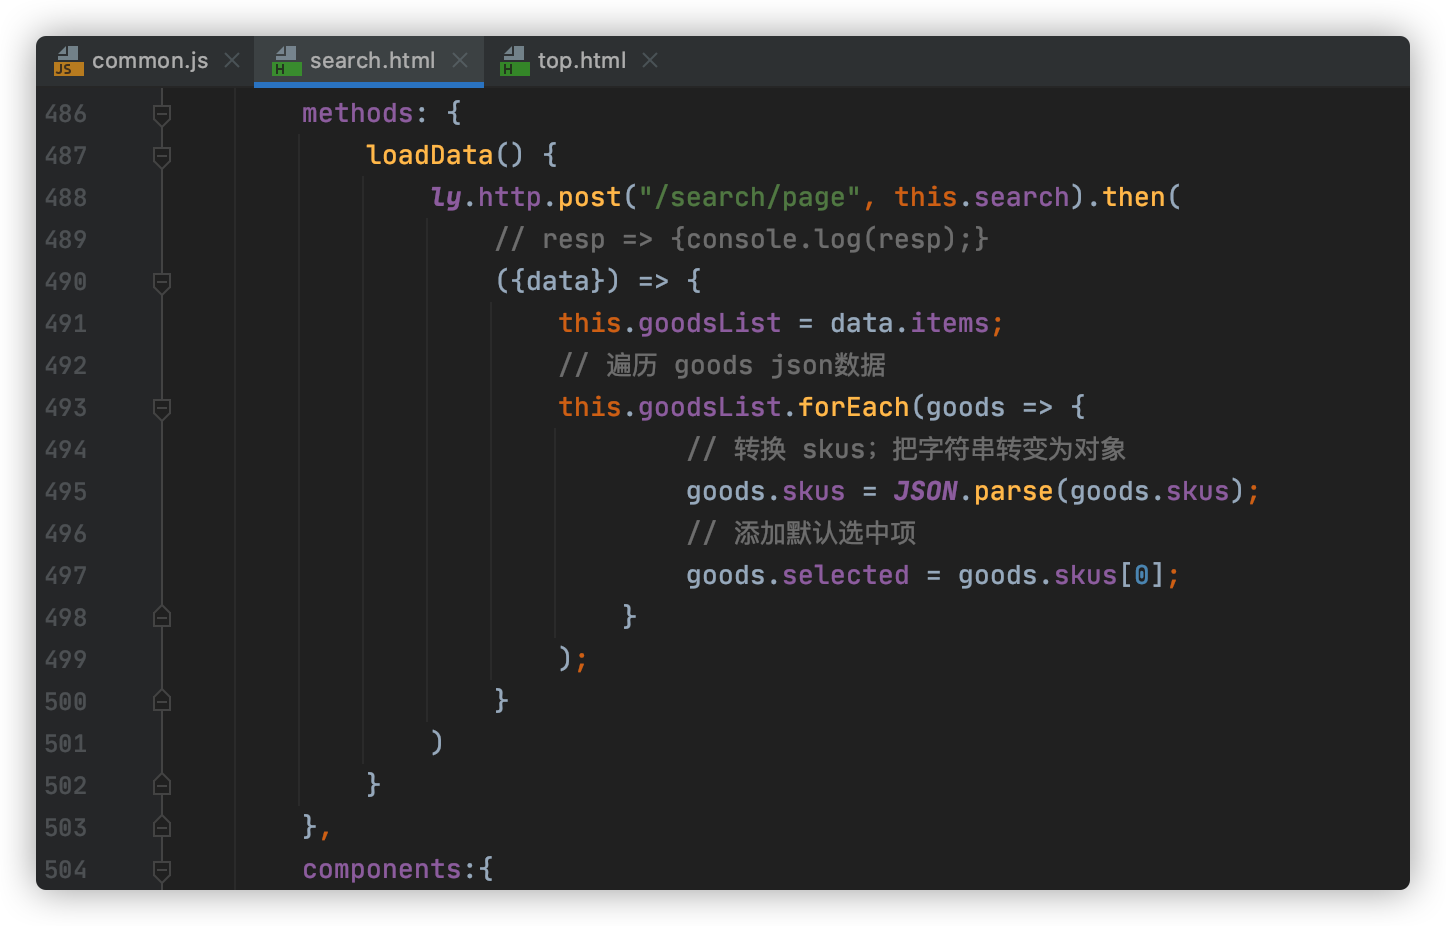 common.js search.html top.html
486 methods: {
487 loadData() {
488 ly.http.post("/search/page", this.search).then(
489 // resp => {console.log(resp);}
490 ({data}) => {
491 this.goodsList = data.items;
492 // 遍历 goods json数据
493 this.goodsList.forEach(goods => {
494 // 转换 skus；把字符串转变为对象
495 goods.skus = JSON.parse(goods.skus);
496 // 添加默认选中项
497 goods.selected = goods.skus[0];
498 }
499 );
500 }
501 )
502 }
503 },
504 components:{